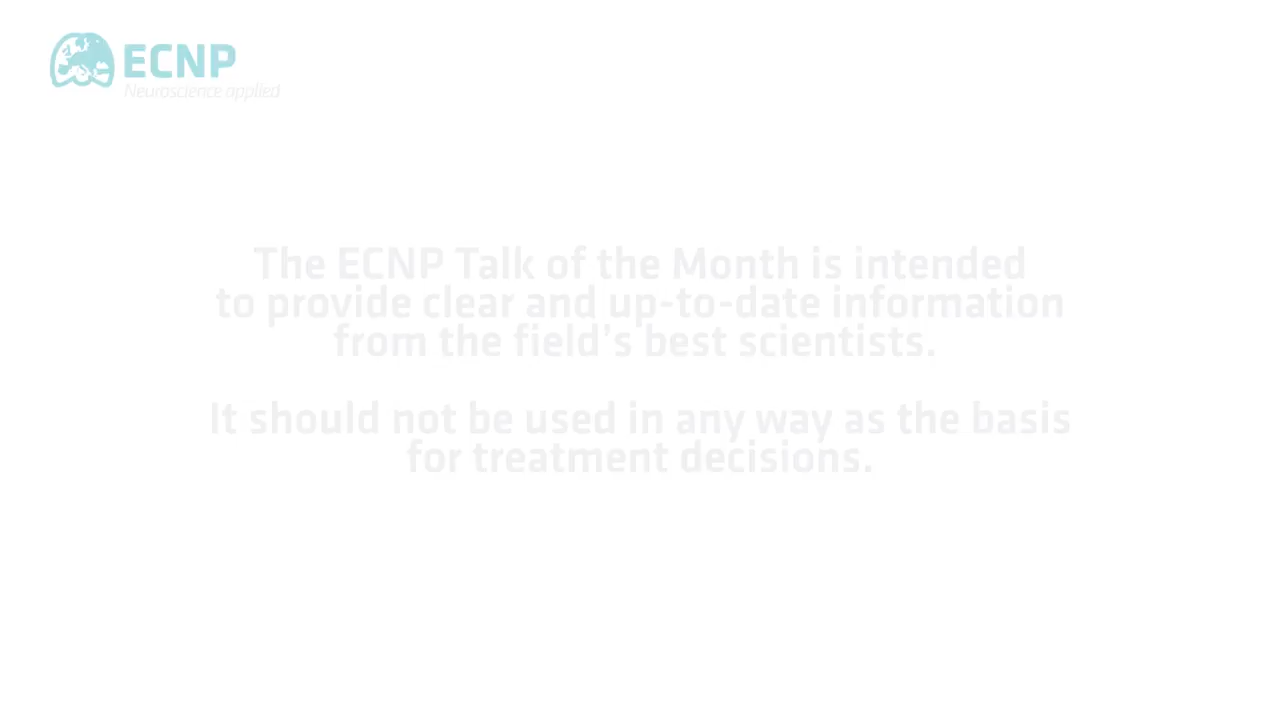 ECNP
Neuroscience applied
The ECNP Talk of the Month is intended
to provide clear and up-to-date information
from the field's best scientists.
It should not be used in any way as the basis
for treatment decisions.